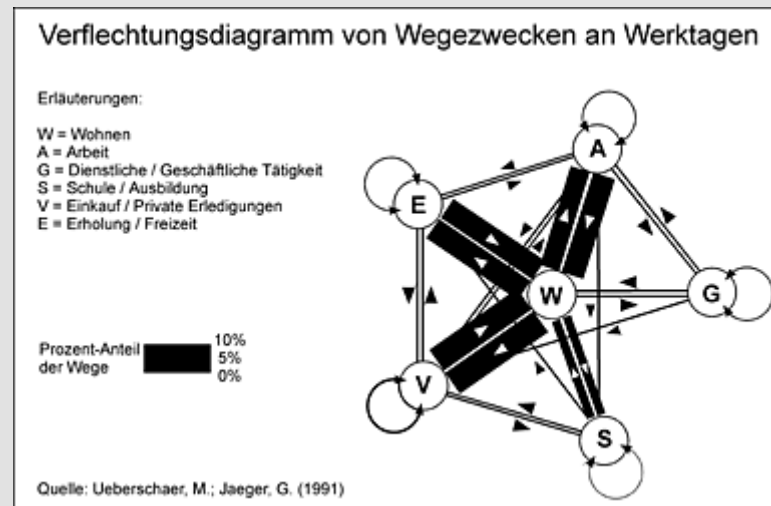 Verflechtungsdiagramm von Wegezwecken an Werktagen
Erläuterungen:
W = Wohnen
A = Arbeit
G = Dienstliche / Geschäftliche Tätigkeit
S = Schule / Ausbildung
V = Einkauf / Private Erledigungen
E = Erholung / Freizeit
A
E
W
G
V
S
Prozent-Anteil
der Wege
10%
5%
0%
Quelle: Ueberschaer, M.; Jaeger, G. (1991)